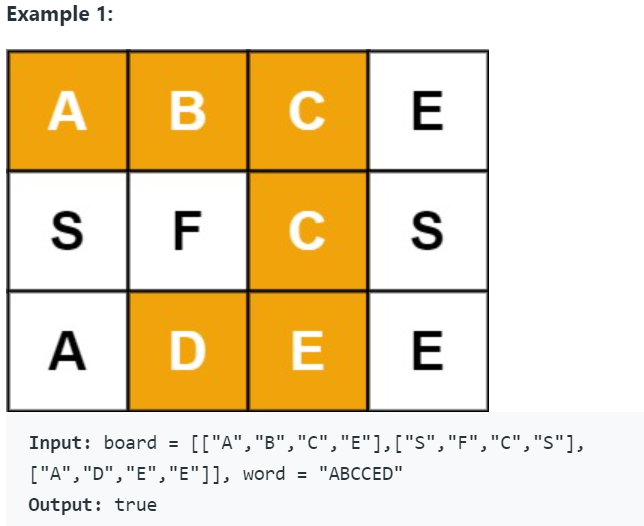 Example 1:
A B C E
S F C S
A D E E
Input: board = [["A","B","C","E"],["S","F","C","S"],
["A","D","E","E"]], word = "ABCCED"
Output: true